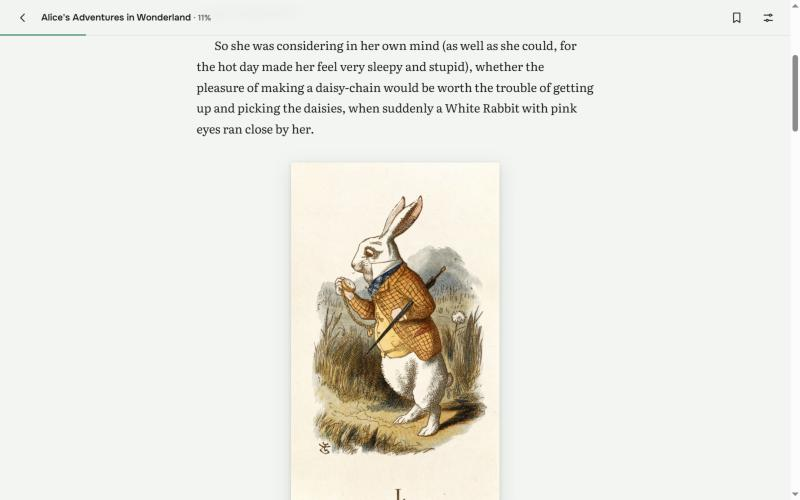 Alice's Adventures in Wonderland · 11%
So she was considering in her own mind (as well as she could, for
the hot day made her feel very sleepy and stupid), whether the
pleasure of making a daisy-chain would be worth the trouble of getting
up and picking the daisies, when suddenly a White Rabbit with pink
eyes ran close by her.